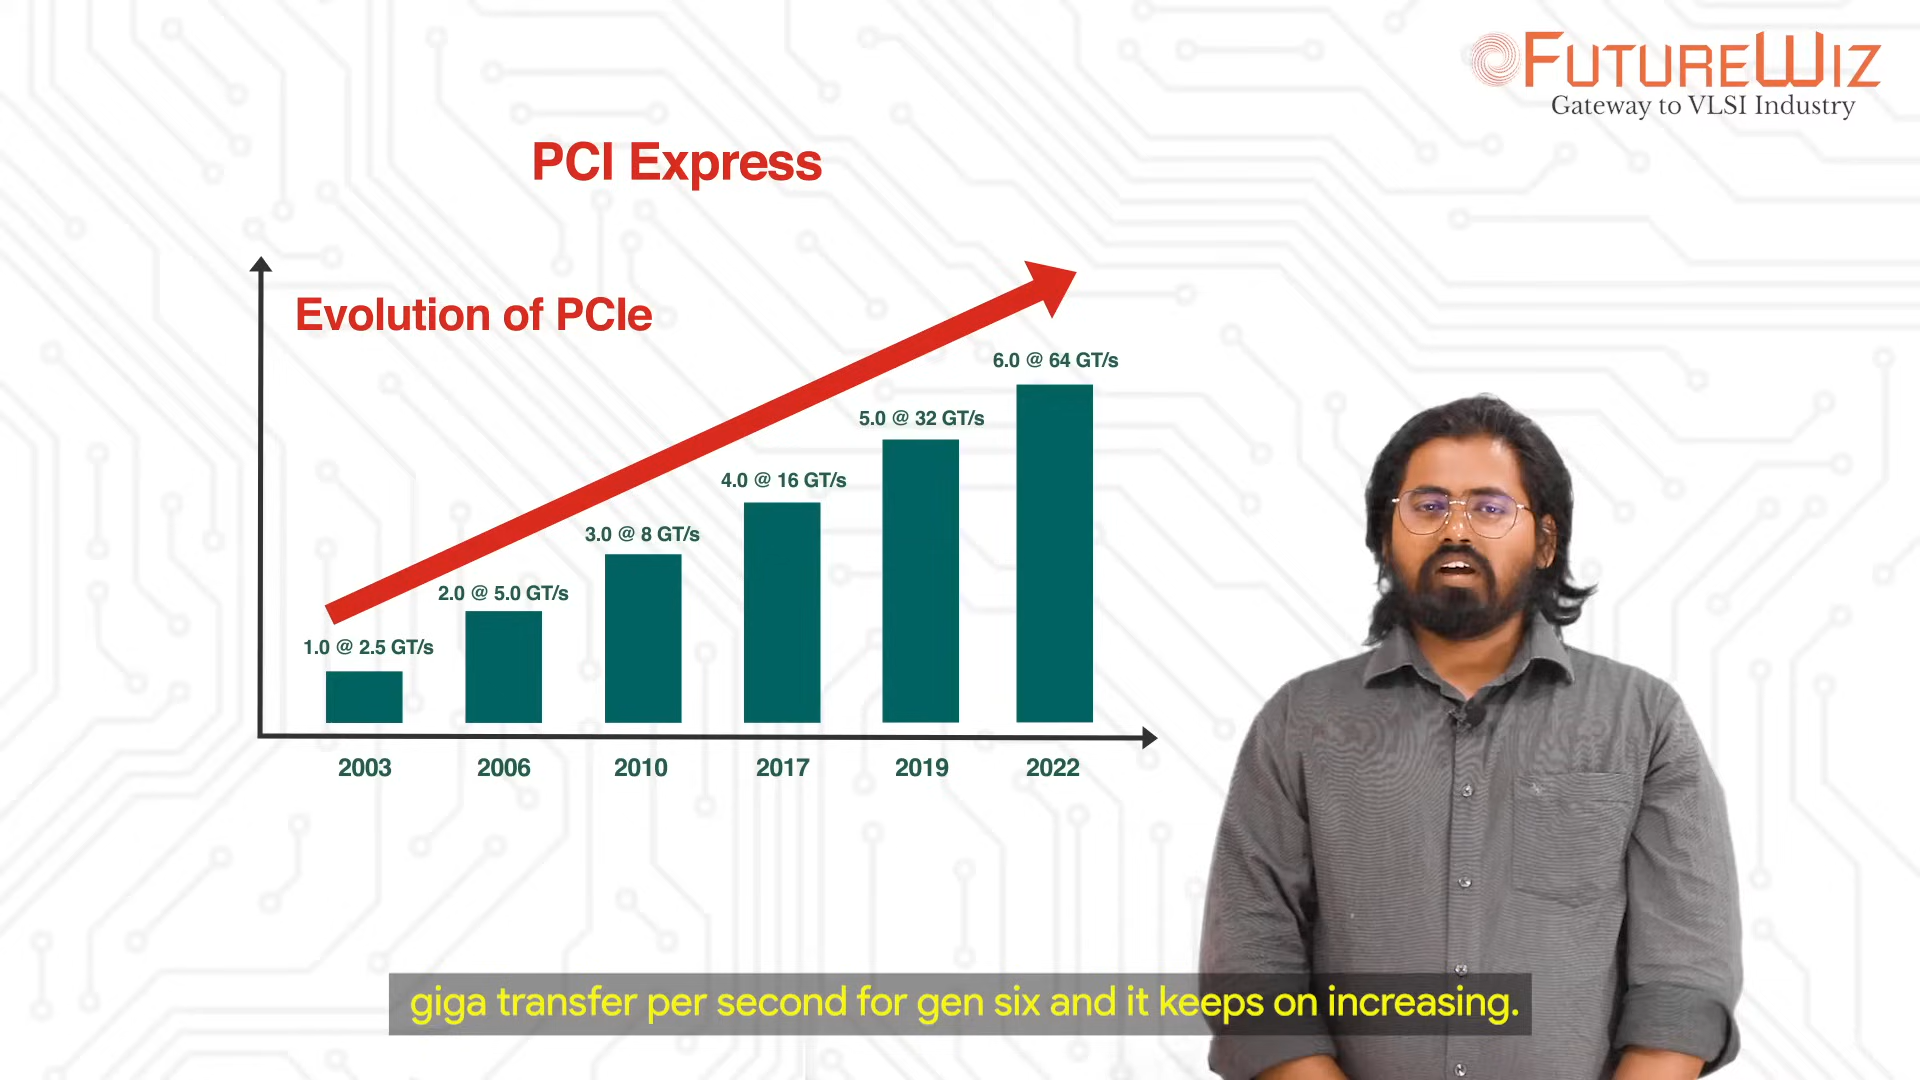 FUTUREWIZ
Gateway to VLSI Industry
PCI Express
Evolution of PCIe
6.0 @ 64 GT/s
5.0 @ 32 GT/s
4.0 @ 16 GT/s
3.0 @ 8 GT/s
2.0 @ 5.0 GT/s
1.0 @ 2.5 GT/s
2003 2006 2010 2017 2019 2022
giga transfer per second for gen six and it keeps on increasing.